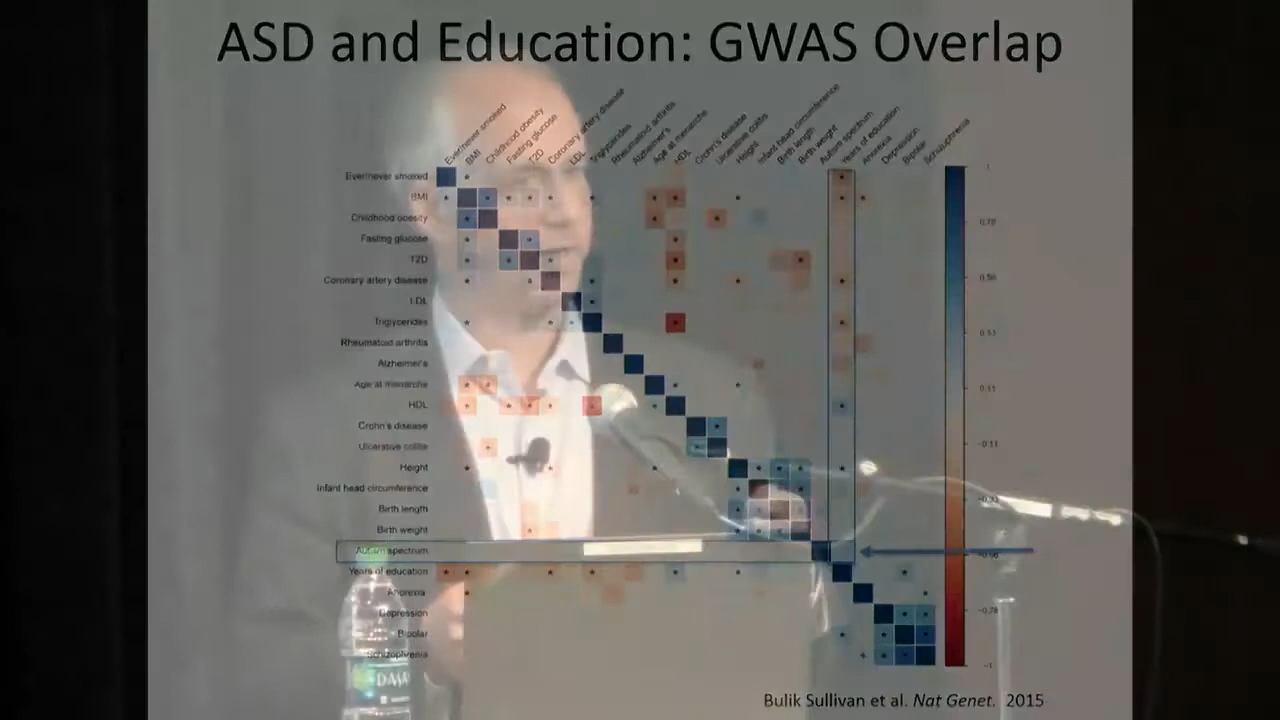 ASD and Education: GWAS Overlap
Ever/never smoked
BMI
Childhood obesity
Fasting glucose
T2D
Coronary artery disease
LDL
Triglycerides
Rheumatoid arthritis
Alzheimer's
Age at menarche
HDL
Crohn's disease
Ulcerative colitis
Height
Infant head circumference
Birth length
Birth weight
Autism spectrum
Years of education
Anorexia
Depression
Bipolar
Schizophrenia
Ever/never smoked
BMI
Childhood obesity
Fasting glucose
T2D
Coronary artery disease
LDL
Triglycerides
Rheumatoid arthritis
Alzheimer's
Age at menarche
HDL
Crohn's disease
Ulcerative colitis
Height
Infant head circumference
Birth length
Birth weight
Autism spectrum
Years of education
Anorexia
Depression
Bipolar
Schizophrenia
1
0.56
0.33
0.11
-0.11
-0.33
-0.78
-1
DASA
Bulik Sullivan et al. Nat Genet. 2015